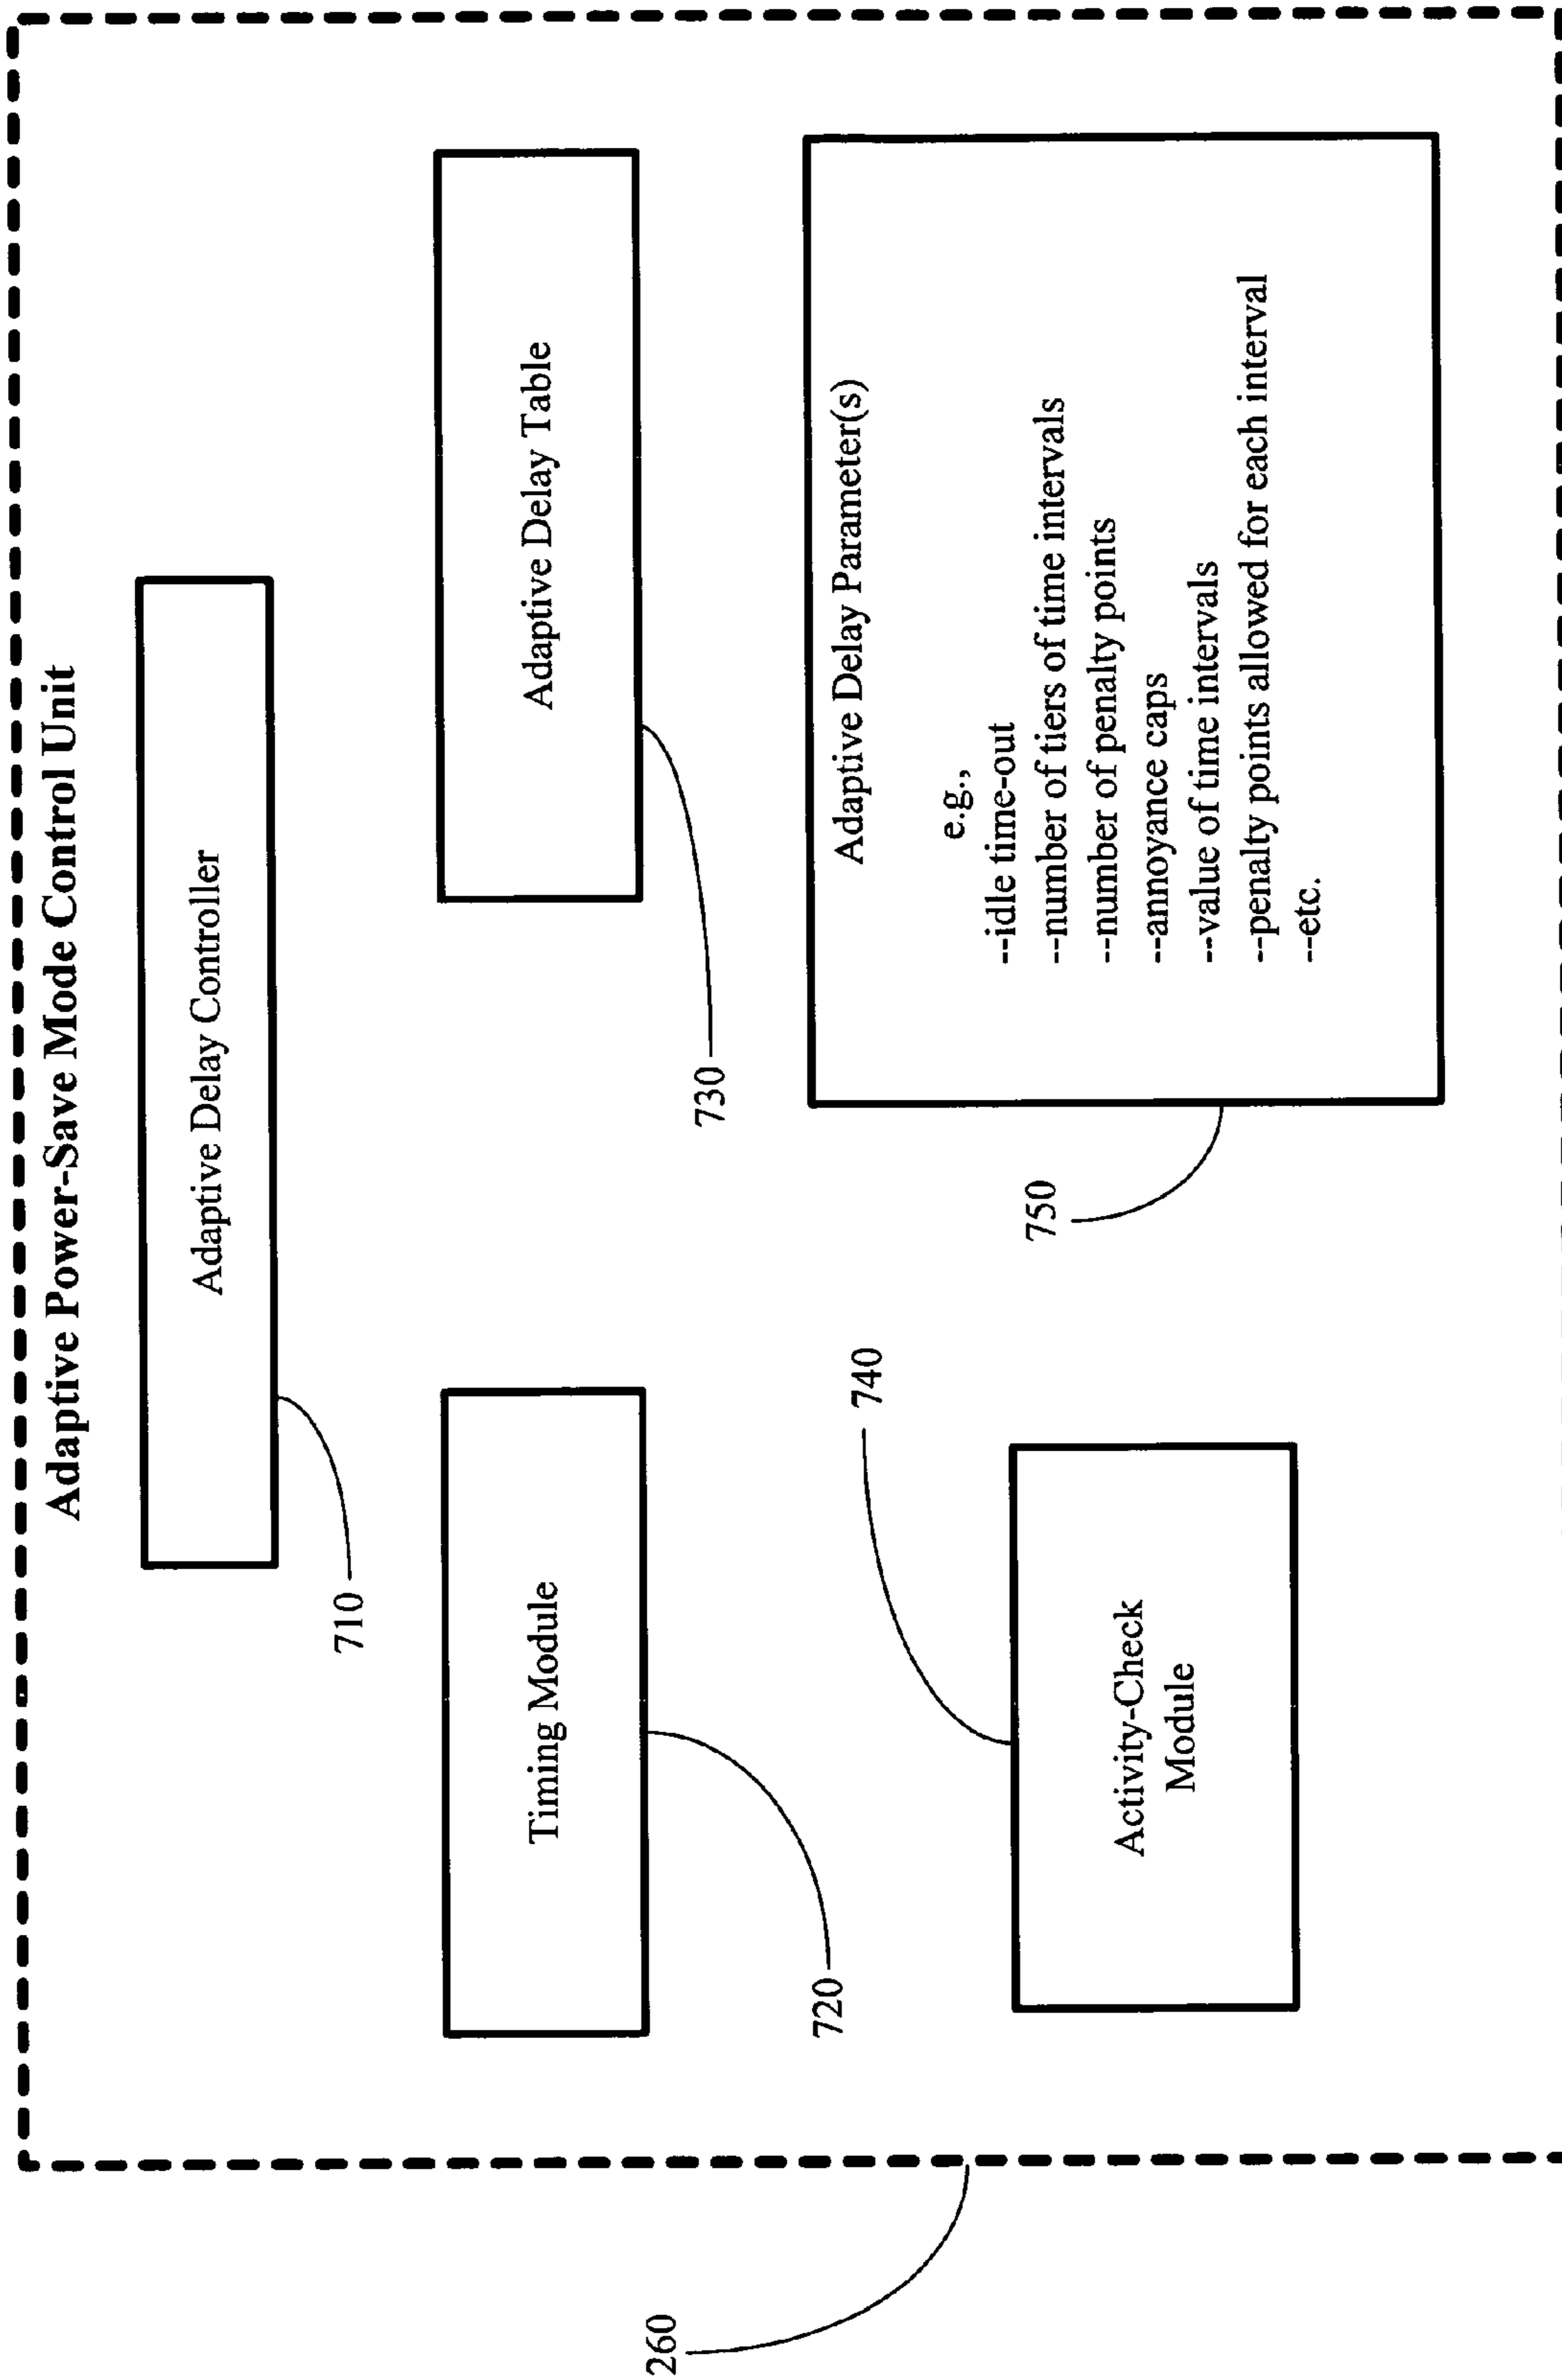 Adaptive Power-Save Mode Control Unit
Adaptive Delay Controller
710
Timing Module
720
Adaptive Delay Table
730
Activity-Check
Module
740
Adaptive Delay Parameter(s)
e.g.,
--idle time-out
--number of tiers of time intervals
--number of penalty points
--annoyance caps
--value of time intervals
--penalty points allowed for each interval
--etc.
750
260